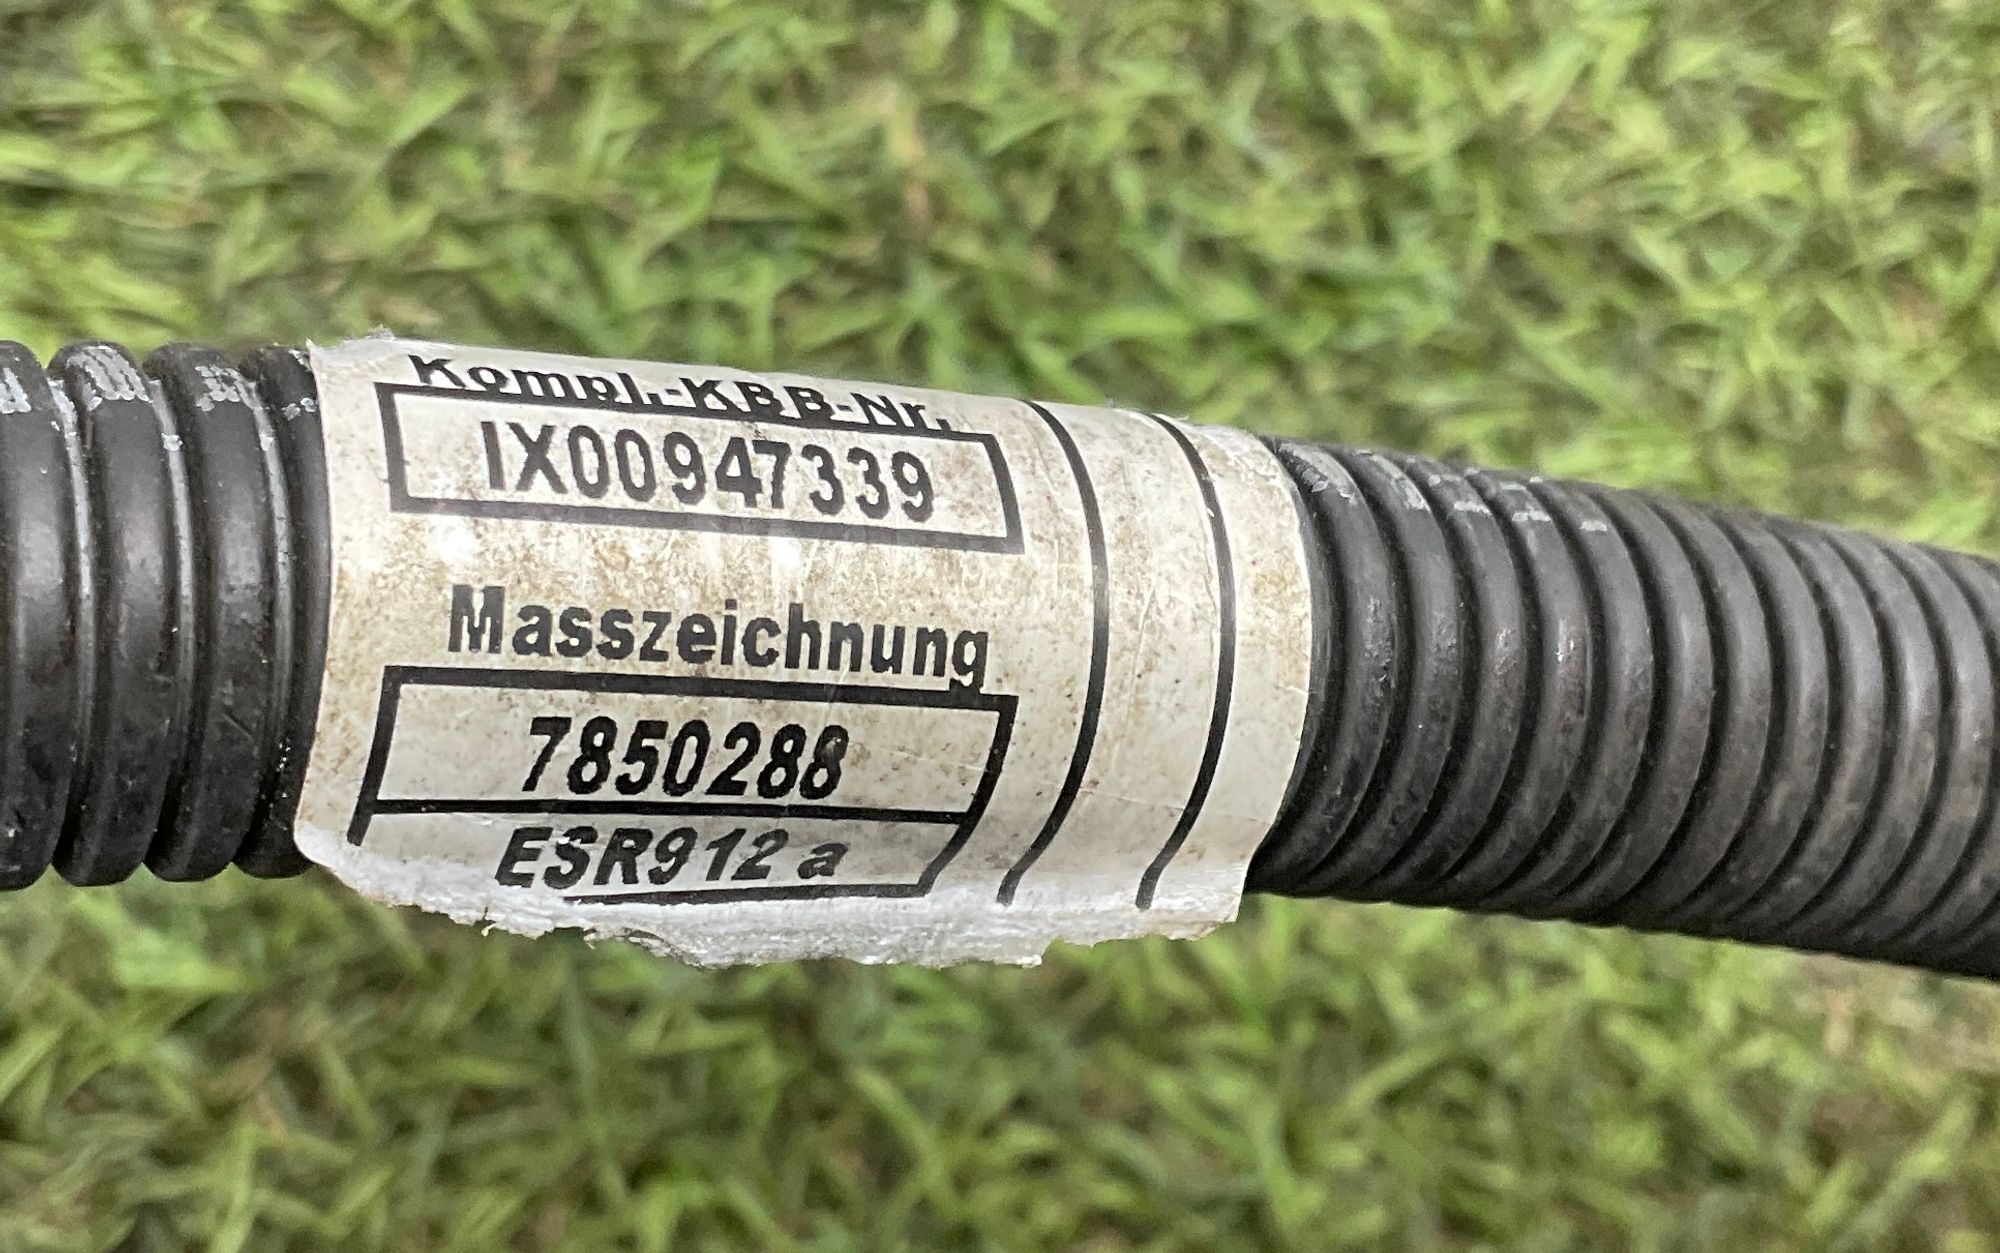 Kompl.-KBB-Nr.
IX00947339
Masszeichnung
7850288
ESR912 a